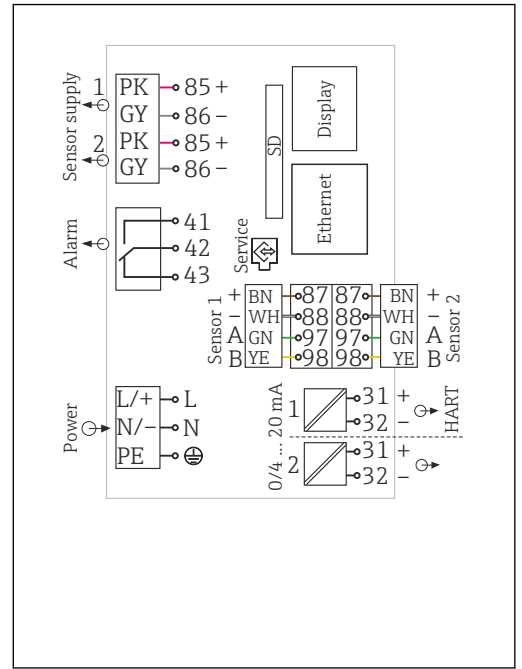 Sensor supply
1 PK 85 +
GY 86 –
2 PK 85 +
GY 86 –
Display
SD
Ethernet
Alarm
41
42
43
Service
Sensor 1
+ BN 87 87 BN +
– WH 88 88 WH –
A GN 97 97 GN A
B YE 98 98 YE B
Sensor 2
Power
L/+ L
N/– N
PE
0/4 ... 20 mA
1 31 +
32 –
HART
2 31 +
32 –